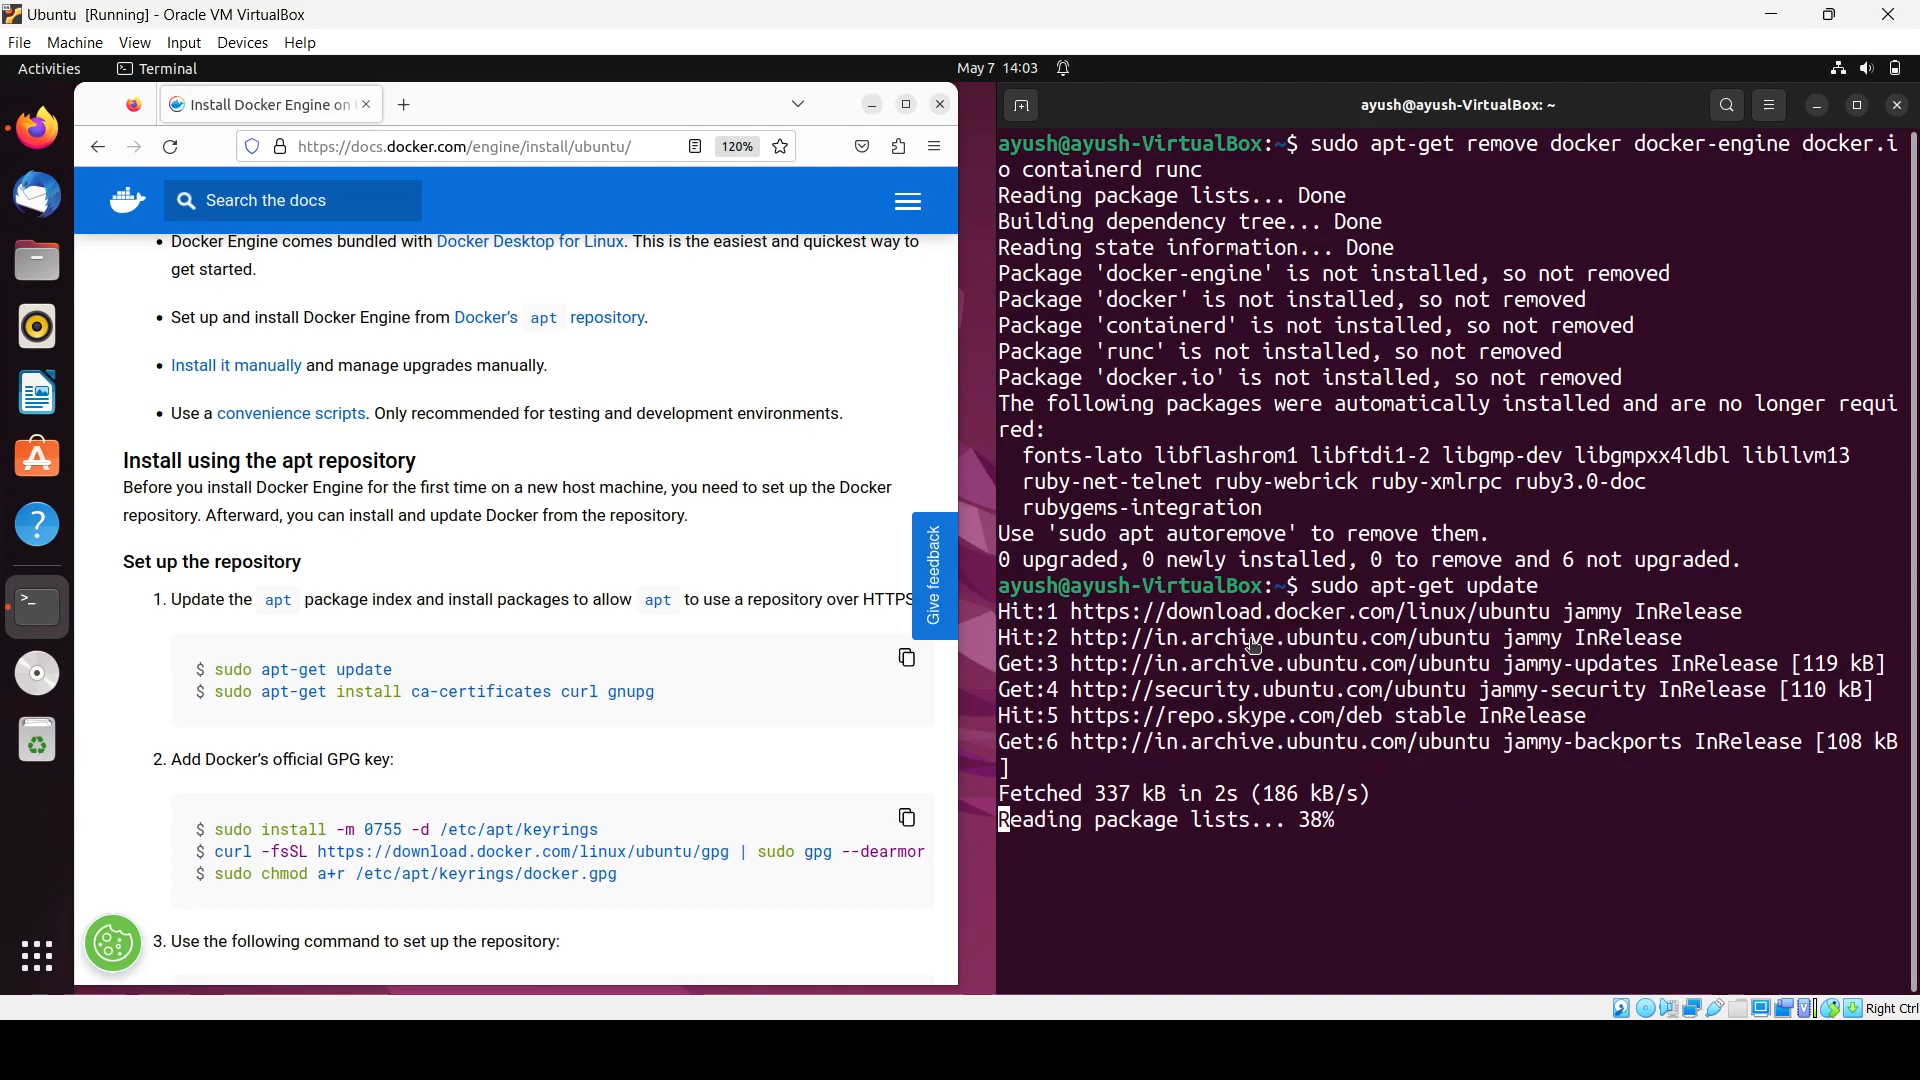 Ubuntu [Running] - Oracle VM VirtualBox
File Machine View Input Devices Help
Activities Terminal May 7 14:03
Install Docker Engine on
https://docs.docker.com/engine/install/ubuntu/ 120%
Search the docs
• Docker Engine comes bundled with Docker Desktop for Linux. This is the easiest and quickest way to
get started.
• Set up and install Docker Engine from Docker's apt repository.
• Install it manually and manage upgrades manually.
• Use a convenience scripts. Only recommended for testing and development environments.
Install using the apt repository
Before you install Docker Engine for the first time on a new host machine, you need to set up the Docker
repository. Afterward, you can install and update Docker from the repository.
Set up the repository
1. Update the apt package index and install packages to allow apt to use a repository over HTTPS
$ sudo apt-get update
$ sudo apt-get install ca-certificates curl gnupg
2. Add Docker's official GPG key:
$ sudo install -m 0755 -d /etc/apt/keyrings
$ curl -fsSL https://download.docker.com/linux/ubuntu/gpg | sudo gpg --dearmor
$ sudo chmod a+r /etc/apt/keyrings/docker.gpg
3. Use the following command to set up the repository:
Give feedback
ayush@ayush-VirtualBox: ~
ayush@ayush-VirtualBox:~$ sudo apt-get remove docker docker-engine docker.i
o containerd runc
Reading package lists... Done
Building dependency tree... Done
Reading state information... Done
Package 'docker-engine' is not installed, so not removed
Package 'docker' is not installed, so not removed
Package 'containerd' is not installed, so not removed
Package 'runc' is not installed, so not removed
Package 'docker.io' is not installed, so not removed
The following packages were automatically installed and are no longer requi
red:
fonts-lato libflashrom1 libftdi1-2 libgmp-dev libgmpxx4ldbl libllvm13
ruby-net-telnet ruby-webrick ruby-xmlrpc ruby3.0-doc
rubygems-integration
Use 'sudo apt autoremove' to remove them.
0 upgraded, 0 newly installed, 0 to remove and 6 not upgraded.
ayush@ayush-VirtualBox:~$ sudo apt-get update
Hit:1 https://download.docker.com/linux/ubuntu jammy InRelease
Hit:2 http://in.archive.ubuntu.com/ubuntu jammy InRelease
Get:3 http://in.archive.ubuntu.com/ubuntu jammy-updates InRelease [119 kB]
Get:4 http://security.ubuntu.com/ubuntu jammy-security InRelease [110 kB]
Hit:5 https://repo.skype.com/deb stable InRelease
Get:6 http://in.archive.ubuntu.com/ubuntu jammy-backports InRelease [108 kB
]
Fetched 337 kB in 2s (186 kB/s)
Reading package lists... 38%
Right Ctrl